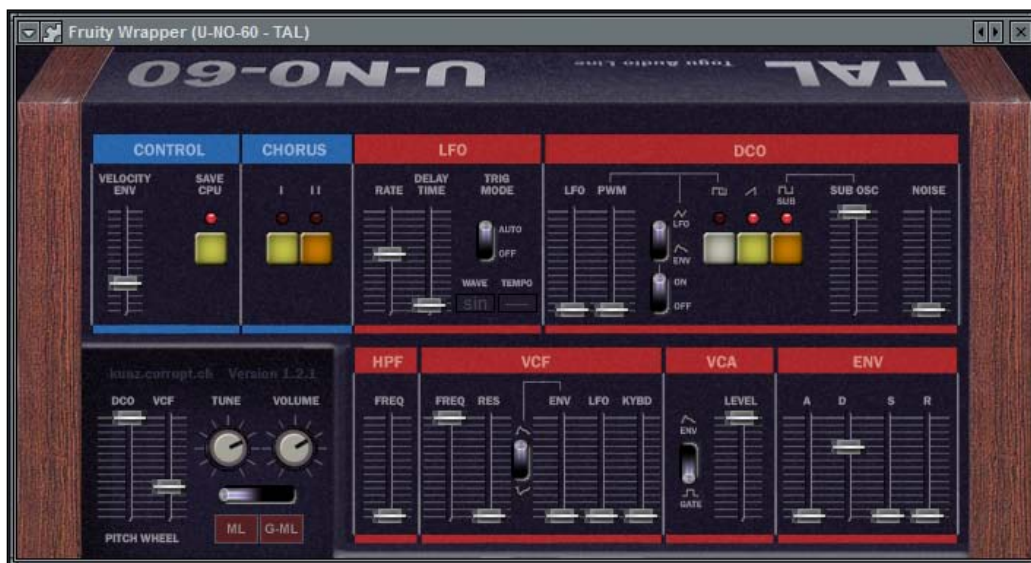 Fruity Wrapper (U-NO-60 - TAL)
U-NO-60
Togu Audio Line
TAL
CONTROL
CHORUS
LFO
DCO
VELOCITY
ENV
SAVE
CPU
I
II
RATE
DELAY
TIME
TRIG
MODE
AUTO
OFF
WAVE
TEMPO
sin
LFO
PWM
LFO
ENV
ON
OFF
SUB
SUB OSC
NOISE
kunz.corrupt.ch Version 1.2.1
DCO
VCF
TUNE
VOLUME
ML
G-ML
PITCH WHEEL
HPF
VCF
VCA
ENV
FREQ
FREQ
RES
ENV
LFO
KYBD
ENV
GATE
LEVEL
A
D
S
R